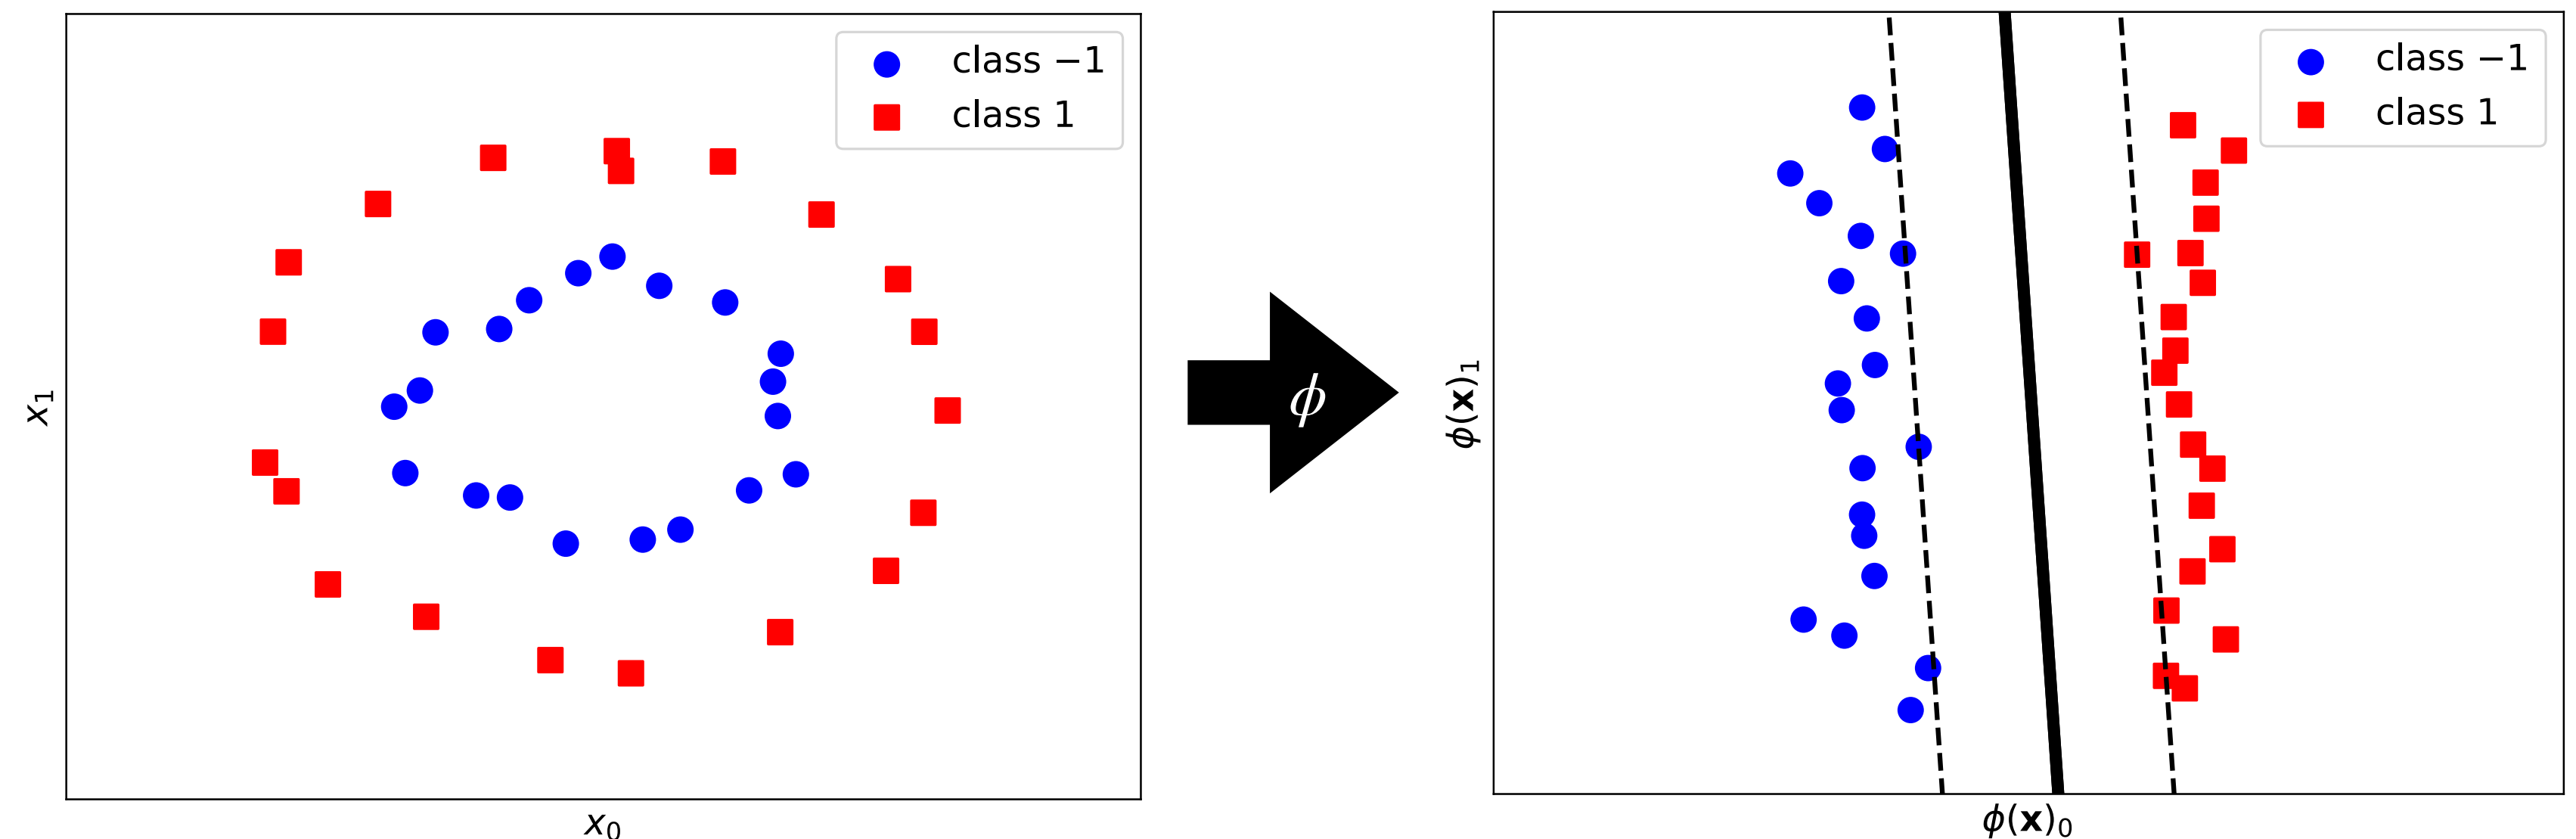 class −1
class 1
x₁
x₀
ϕ
class −1
class 1
ϕ(𝐱)₁
ϕ(𝐱)₀